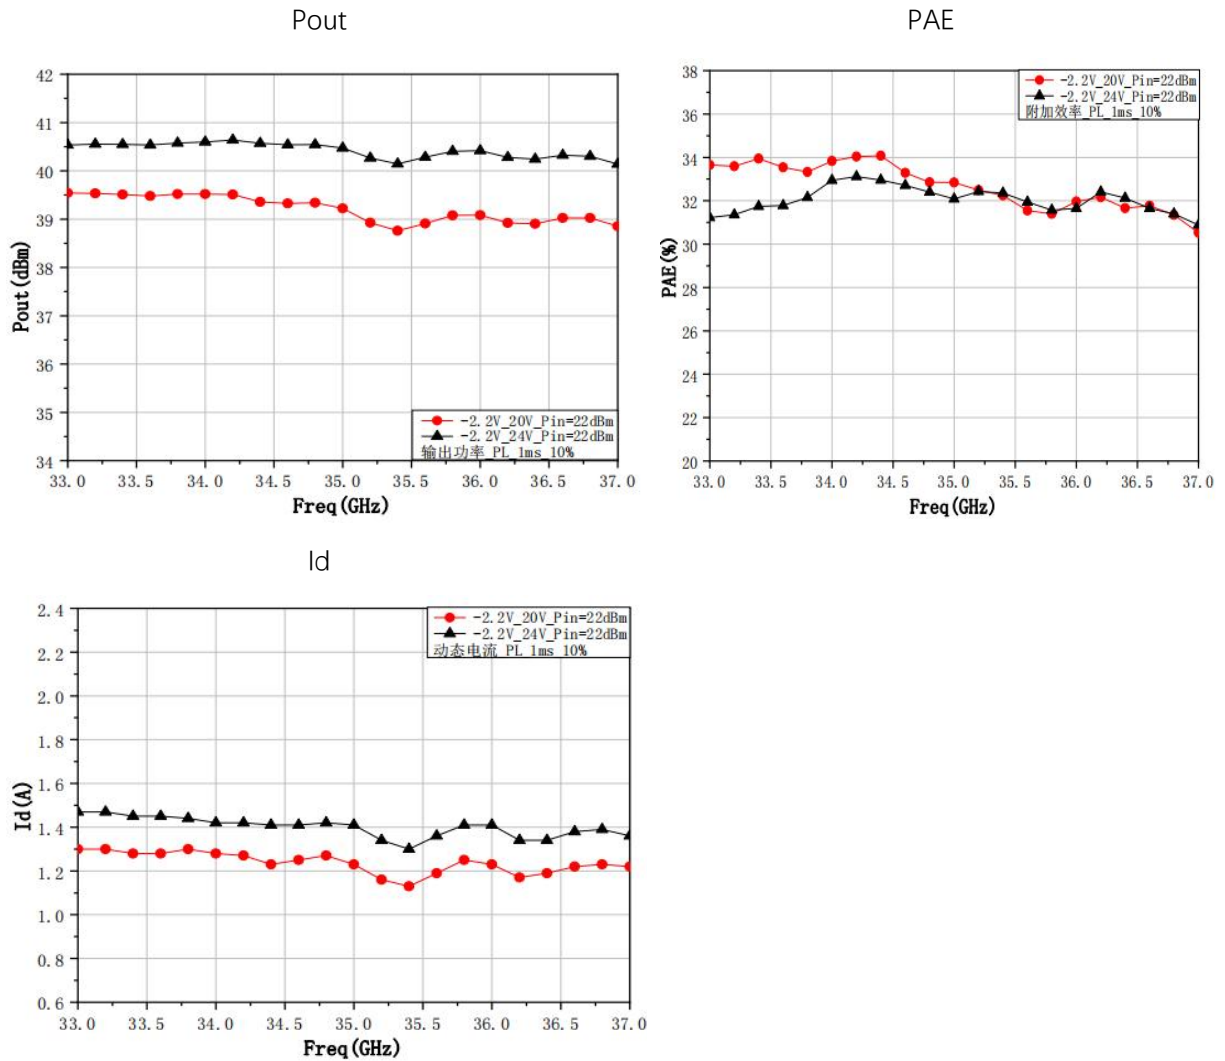 Pout
42
41
40
39
38
37
36
35
34
Pout(dBm)
-2.2V_20V_Pin=22dBm
-2.2V_24V_Pin=22dBm
输出功率_PL_1ms_10%
33.0 33.5 34.0 34.5 35.0 35.5 36.0 36.5 37.0
Freq(GHz)
PAE
38
36
34
32
30
28
26
24
22
20
PAE(%)
-2.2V_20V_Pin=22dBm
-2.2V_24V_Pin=22dBm
附加效率_PL_1ms_10%
33.0 33.5 34.0 34.5 35.0 35.5 36.0 36.5 37.0
Freq(GHz)
Id
2.4
2.2
2.0
1.8
1.6
1.4
1.2
1.0
0.8
0.6
Id(A)
-2.2V_20V_Pin=22dBm
-2.2V_24V_Pin=22dBm
动态电流_PL_1ms_10%
33.0 33.5 34.0 34.5 35.0 35.5 36.0 36.5 37.0
Freq(GHz)